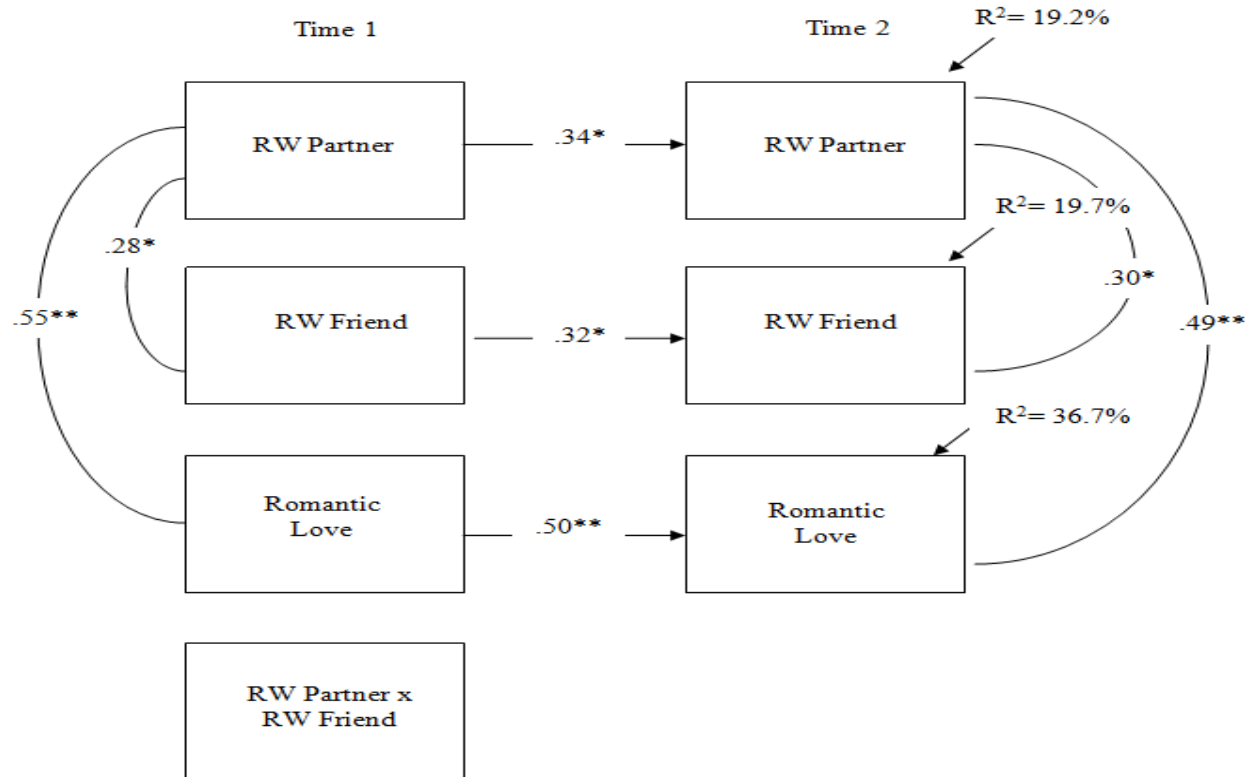 Time 1
Time 2
R²= 19.2%
RW Partner
.34*
RW Partner
R²= 19.7%
.28*
.30*
.55**
RW Friend
.32*
RW Friend
.49**
R²= 36.7%
Romantic
Love
.50**
Romantic
Love
RW Partner x
RW Friend